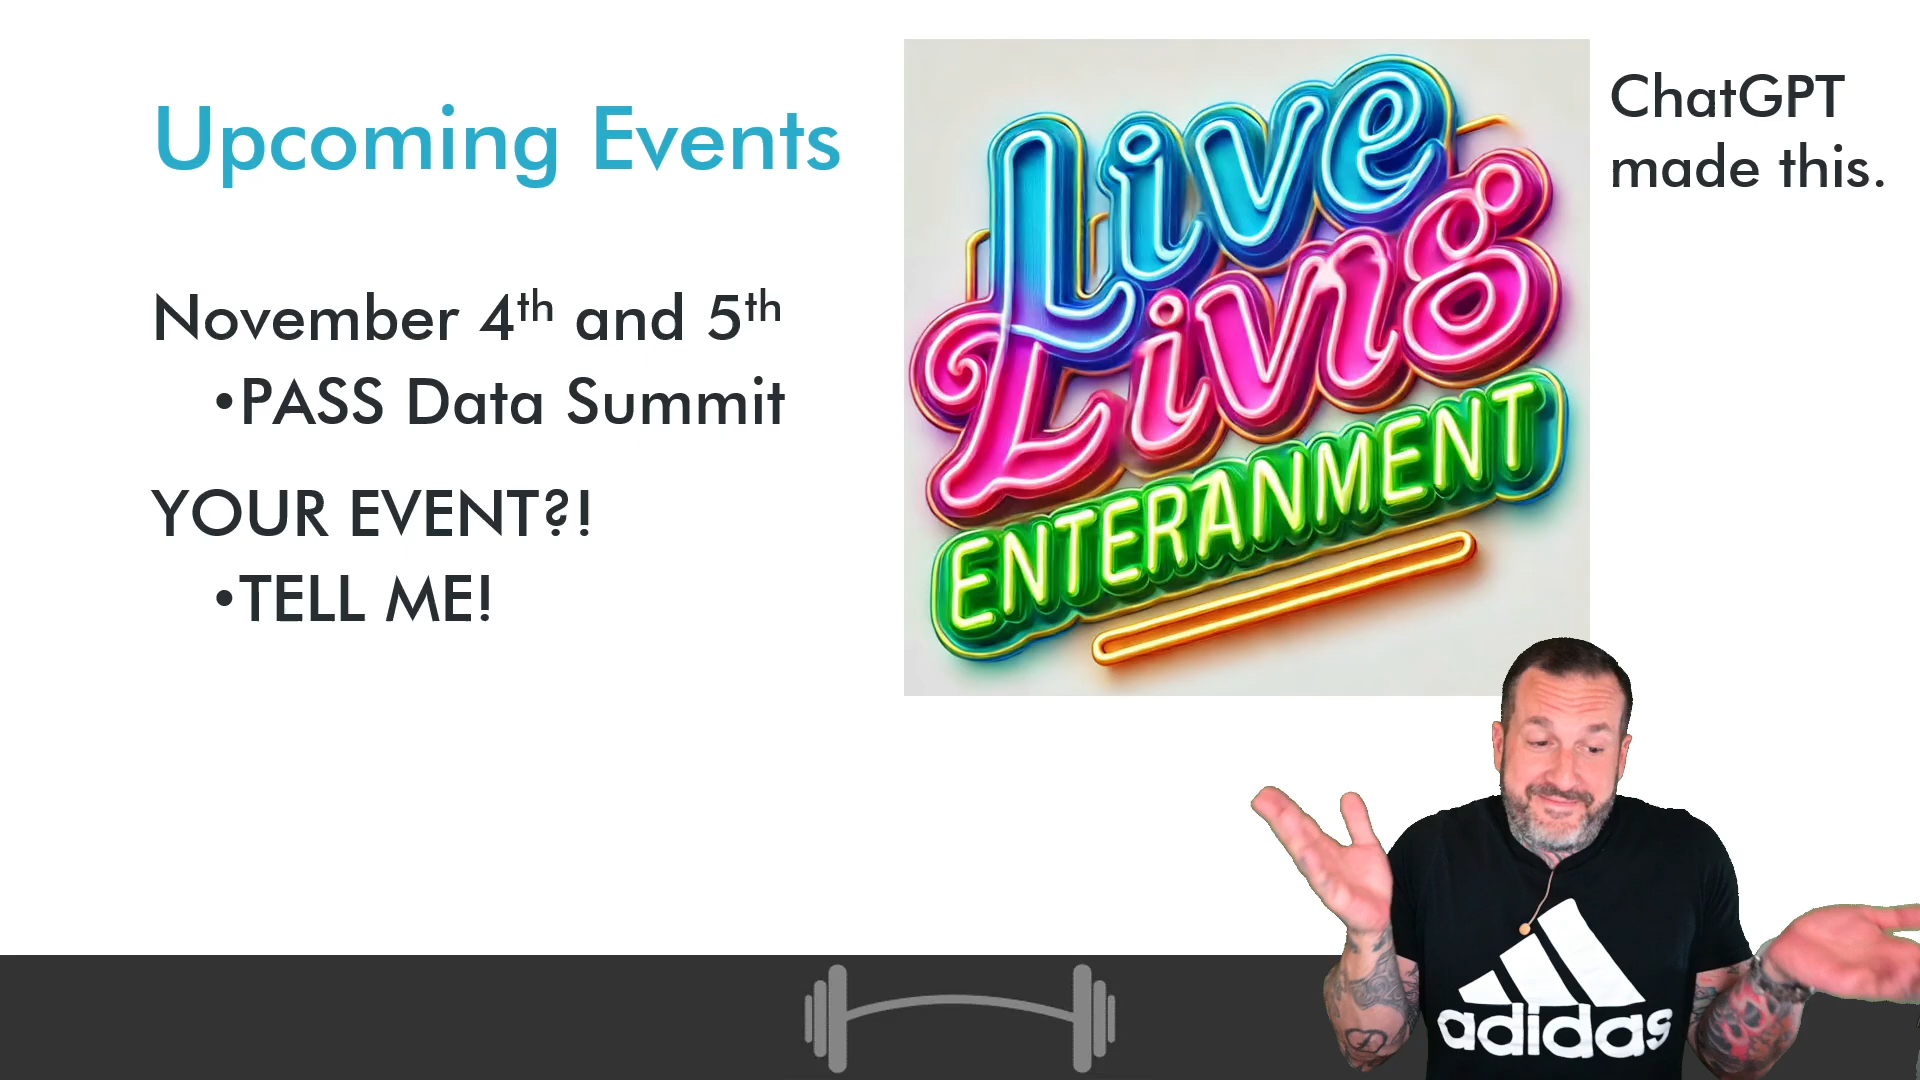 Upcoming Events
November 4th and 5th
•PASS Data Summit
YOUR EVENT?!
•TELL ME!
Live
Livng
ENTERANMENT
ChatGPT
made this.
adidas